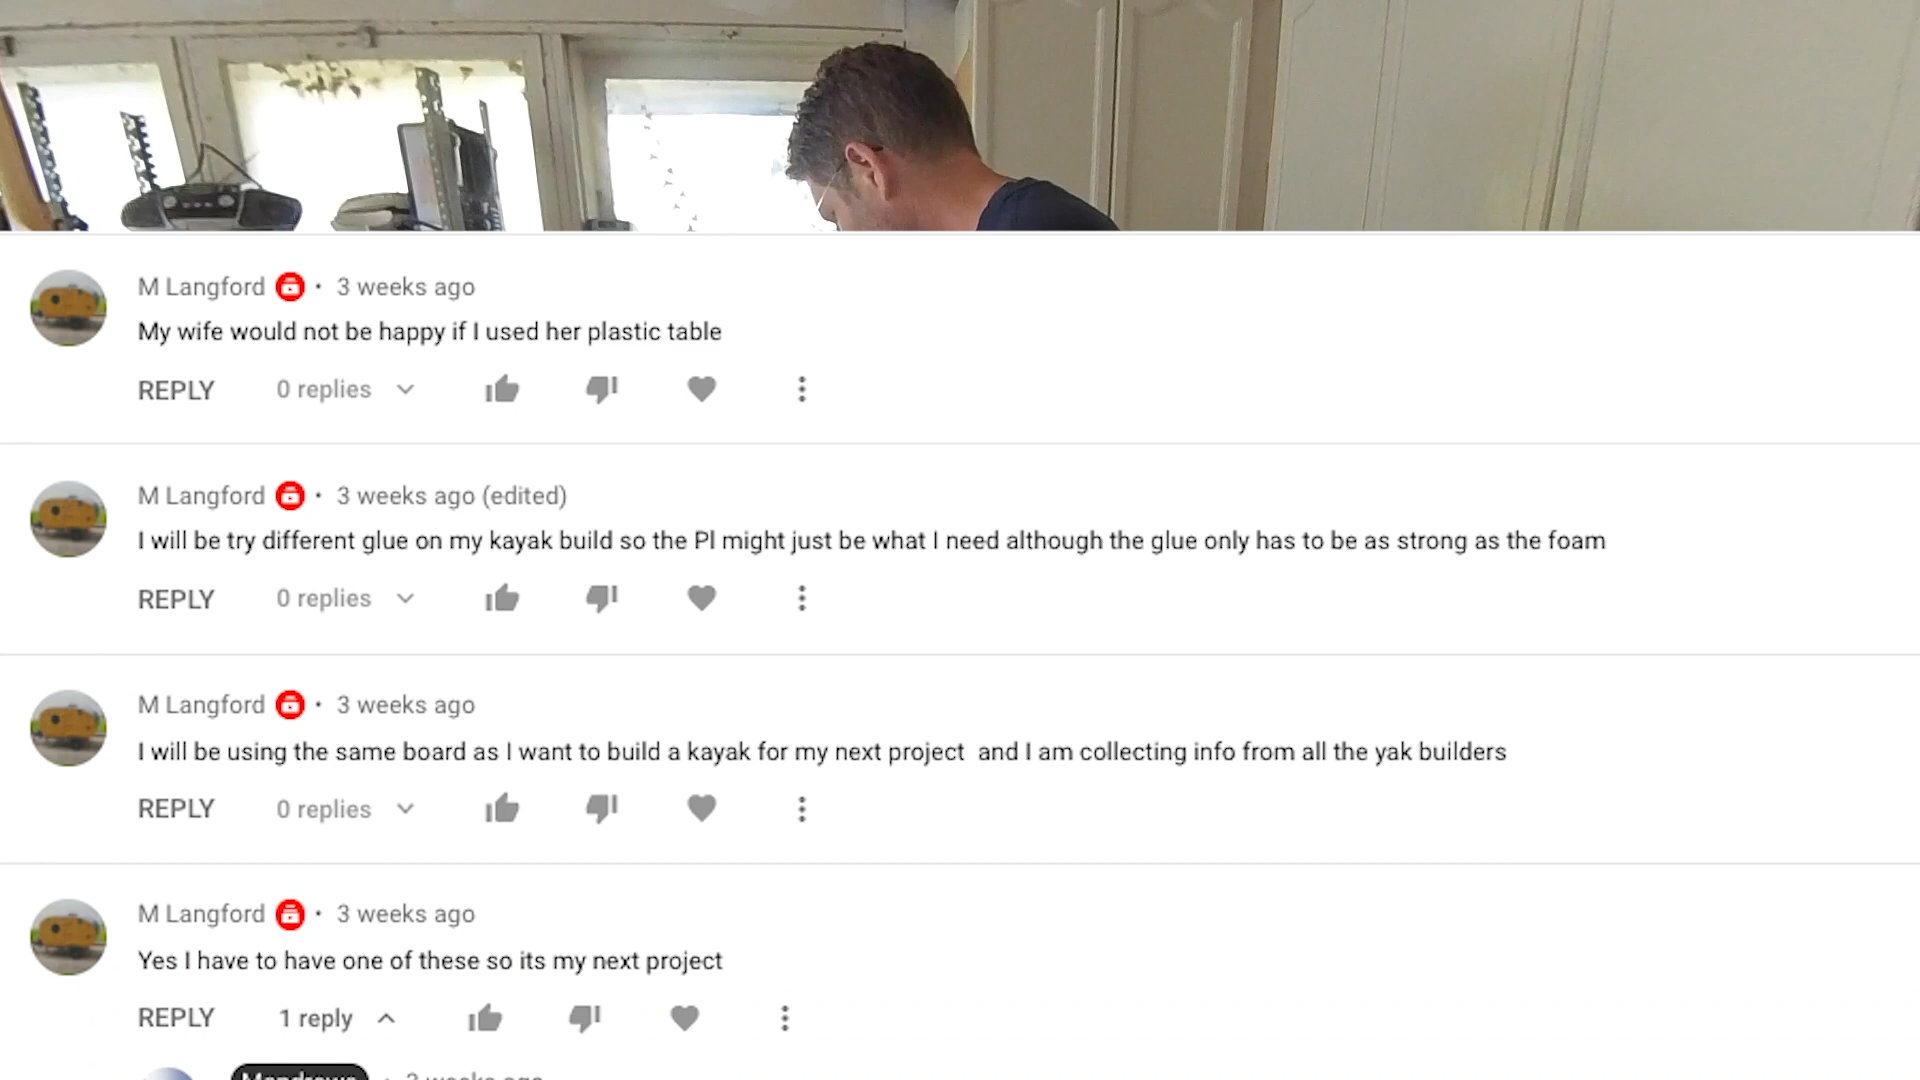 M Langford • 3 weeks ago
My wife would not be happy if I used her plastic table
REPLY 0 replies
M Langford • 3 weeks ago (edited)
I will be try different glue on my kayak build so the Pl might just be what I need although the glue only has to be as strong as the foam
REPLY 0 replies
M Langford • 3 weeks ago
I will be using the same board as I want to build a kayak for my next project  and I am collecting info from all the yak builders
REPLY 0 replies
M Langford • 3 weeks ago
Yes I have to have one of these so its my next project
REPLY 1 reply
• 3 weeks ago